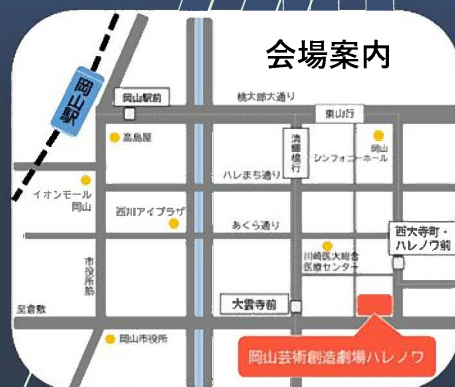 会場案内
岡山駅
岡山駅前
桃太郎大通り
東山行
高島屋
清輝橋行
岡山
シンフォニーホール
ハレまち通り
イオンモール
岡山
西川アイプラザ
あくら通り
西大寺町・
ハレノワ前
川崎医大総合
医療センター
市役所筋
大雲寺前
至倉敷
岡山市役所
岡山芸術創造劇場ハレノワ